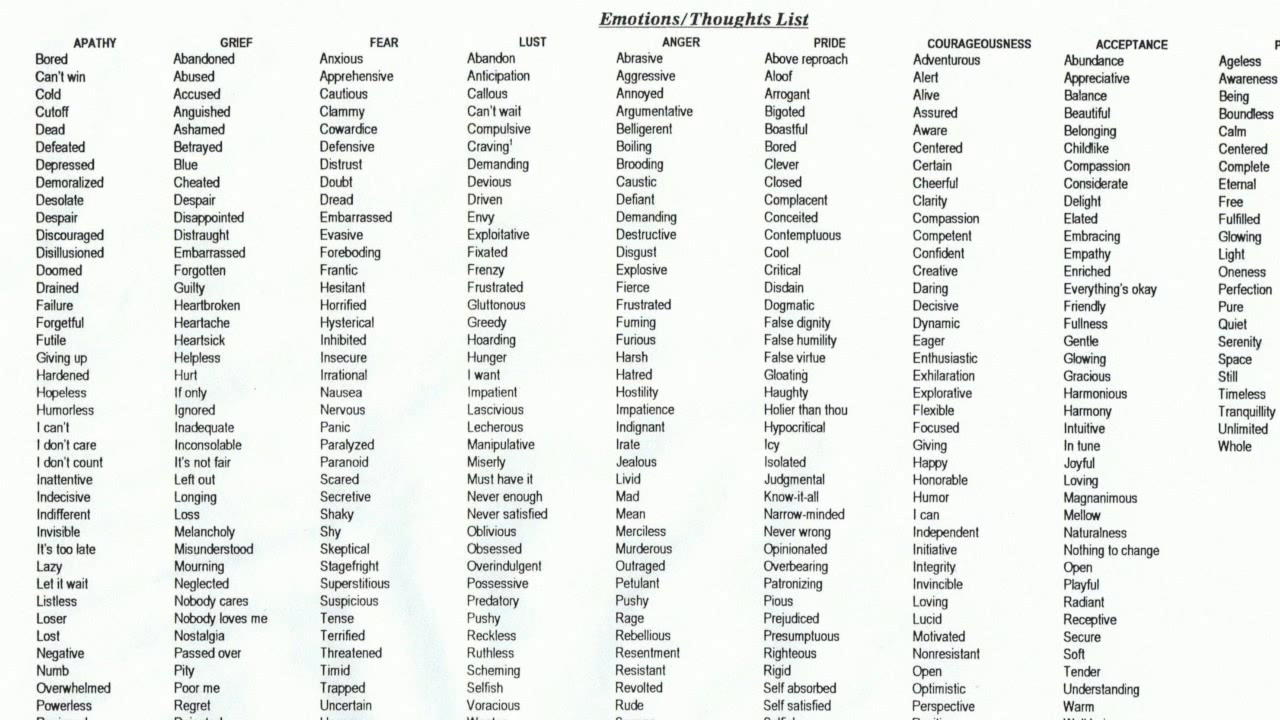 Emotions/Thoughts List
APATHY GRIEF FEAR LUST ANGER PRIDE COURAGEOUSNESS ACCEPTANCE
Bored Abandoned Anxious Abandon Abrasive Above reproach Adventurous Abundance Ageless
Can't win Abused Apprehensive Anticipation Aggressive Aloof Alert Appreciative Awareness
Cold Accused Cautious Callous Annoyed Arrogant Alive Balance Being
Cutoff Anguished Clammy Can't wait Argumentative Bigoted Assured Beautiful Boundless
Dead Ashamed Cowardice Compulsive Belligerent Boastful Aware Belonging Calm
Defeated Betrayed Defensive Craving' Boiling Bored Centered Childlike Centered
Depressed Blue Distrust Demanding Brooding Clever Certain Compassion Complete
Demoralized Cheated Doubt Devious Caustic Closed Cheerful Considerate Eternal
Desolate Despair Dread Driven Defiant Complacent Clarity Delight Free
Despair Disappointed Embarrassed Envy Demanding Conceited Compassion Elated Fulfilled
Discouraged Distraught Evasive Exploitative Destructive Contemptuous Competent Embracing Glowing
Disillusioned Embarrassed Foreboding Fixated Disgust Cool Confident Empathy Light
Doomed Forgotten Frantic Frenzy Explosive Critical Creative Enriched Oneness
Drained Guilty Hesitant Frustrated Fierce Disdain Daring Everything's okay Perfection
Failure Heartbroken Horrified Gluttonous Frustrated Dogmatic Decisive Friendly Pure
Forgetful Heartache Hysterical Greedy Fuming False dignity Dynamic Fullness Quiet
Futile Heartsick Inhibited Hoarding Furious False humility Eager Gentle Serenity
Giving up Helpless Insecure Hunger Harsh False virtue Enthusiastic Glowing Space
Hardened Hurt Irrational I want Hatred Gloating Exhilaration Gracious Still
Hopeless If only Nausea Impatient Hostility Haughty Explorative Harmonious Timeless
Humorless Ignored Nervous Lascivious Impatience Holier than thou Flexible Harmony Tranquillity
I can't Inadequate Panic Lecherous Indignant Hypocritical Focused Intuitive Unlimited
I don't care Inconsolable Paralyzed Manipulative Irate Icy Giving In tune Whole
I don't count It's not fair Paranoid Miserly Jealous Isolated Happy Joyful
Inattentive Left out Scared Must have it Livid Judgmental Honorable Loving
Indecisive Longing Secretive Never enough Mad Know-it-all Humor Magnanimous
Indifferent Loss Shaky Never satisfied Mean Narrow-minded I can Mellow
Invisible Melancholy Shy Oblivious Merciless Never wrong Independent Naturalness
It's too late Misunderstood Skeptical Obsessed Murderous Opinionated Initiative Nothing to change
Lazy Mourning Stagefright Overindulgent Outraged Overbearing Integrity Open
Let it wait Neglected Superstitious Possessive Petulant Patronizing Invincible Playful
Listless Nobody cares Suspicious Predatory Pushy Pious Loving Radiant
Loser Nobody loves me Tense Pushy Rage Prejudiced Lucid Receptive
Lost Nostalgia Terrified Reckless Rebellious Presumptuous Motivated Secure
Negative Passed over Threatened Ruthless Resentment Righteous Nonresistant Soft
Numb Pity Timid Scheming Resistant Rigid Open Tender
Overwhelmed Poor me Trapped Selfish Revolted Self absorbed Optimistic Understanding
Powerless Regret Uncertain Voracious Rude Self satisfied Perspective Warm